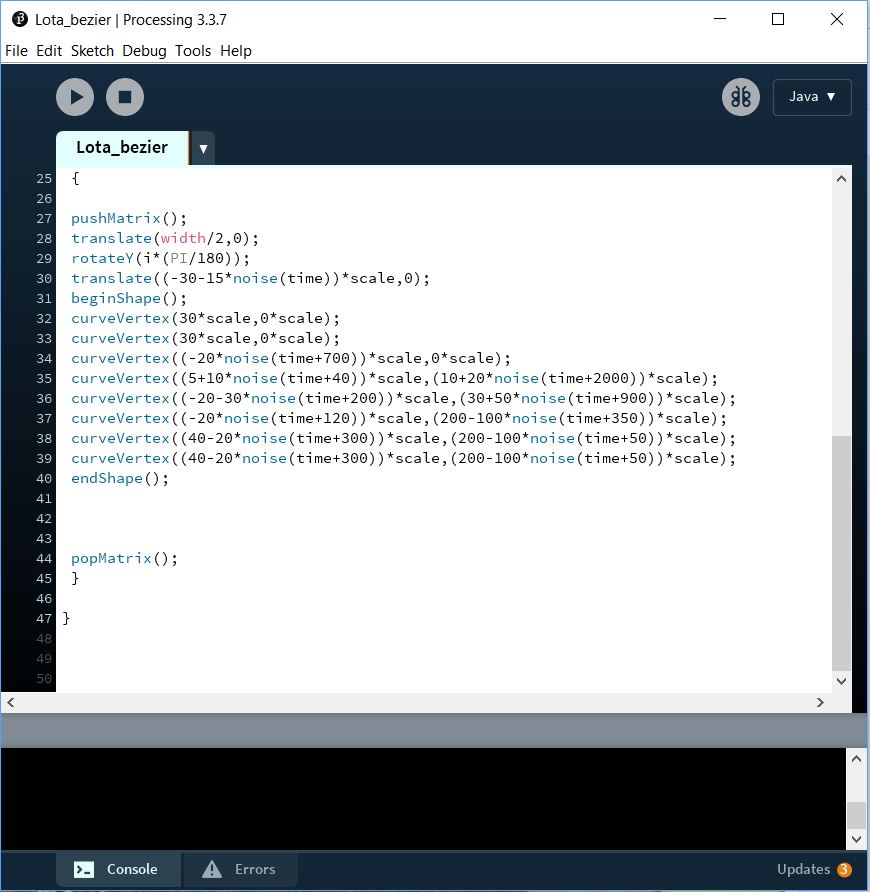 Lota_bezier | Processing 3.3.7
File Edit Sketch Debug Tools Help
Java ▼
Lota_bezier ▼
25 {
26
27 pushMatrix();
28 translate(width/2,0);
29 rotateY(i*(PI/180));
30 translate((-30-15*noise(time))*scale,0);
31 beginShape();
32 curveVertex(30*scale,0*scale);
33 curveVertex(30*scale,0*scale);
34 curveVertex((-20*noise(time+700))*scale,0*scale);
35 curveVertex((5+10*noise(time+40))*scale,(10+20*noise(time+2000))*scale);
36 curveVertex((-20-30*noise(time+200))*scale,(30+50*noise(time+900))*scale);
37 curveVertex((-20*noise(time+120))*scale,(200-100*noise(time+350))*scale);
38 curveVertex((40-20*noise(time+300))*scale,(200-100*noise(time+50))*scale);
39 curveVertex((40-20*noise(time+300))*scale,(200-100*noise(time+50))*scale);
40 endShape();
41
42
43
44 popMatrix();
45 }
46
47 }
48
49
50
Console Errors Updates 3